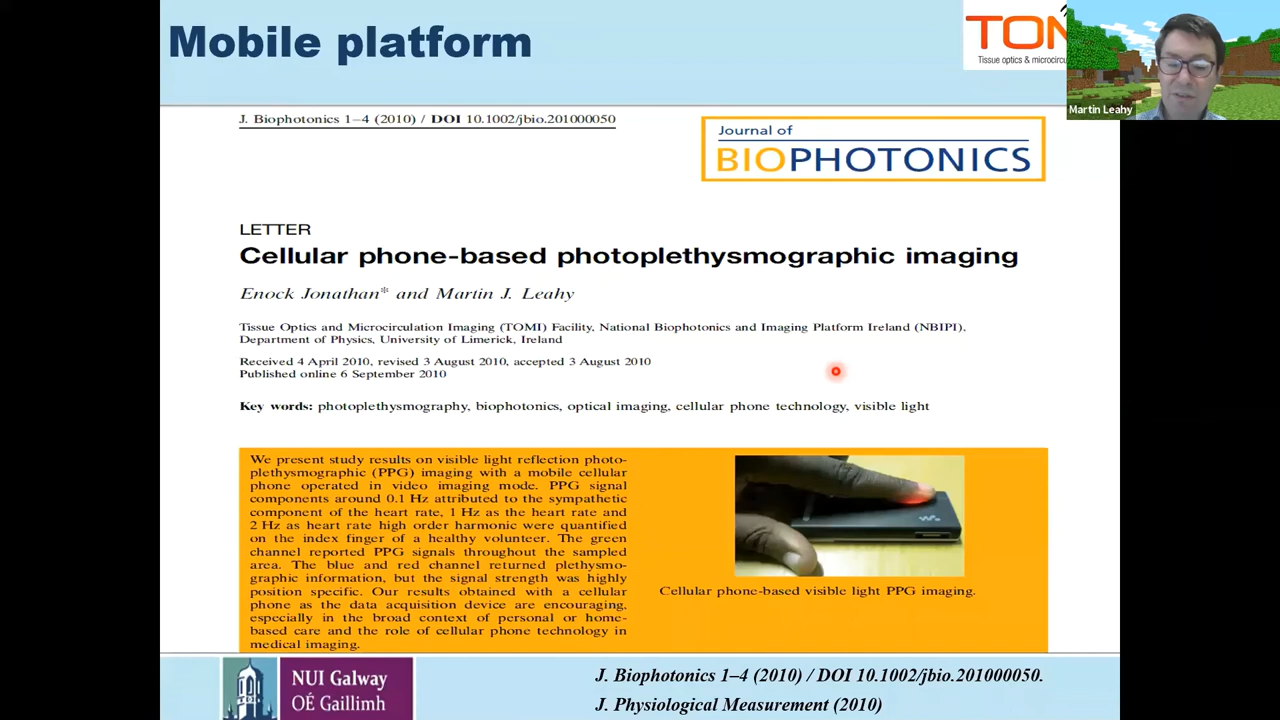 Mobile platform
TOM
Tissue optics & microcircu
Martin Leahy
J. Biophotonics 1–4 (2010) / DOI 10.1002/jbio.201000050
Journal of
BIOPHOTONICS
LETTER
Cellular phone-based photoplethysmographic imaging
Enock Jonathan* and Martin J. Leahy
Tissue Optics and Microcirculation Imaging (TOMI) Facility, National Biophotonics and Imaging Platform Ireland (NBIPI),
Department of Physics, University of Limerick, Ireland
Received 4 April 2010, revised 3 August 2010, accepted 3 August 2010
Published online 6 September 2010
Key words: photoplethysmography, biophotonics, optical imaging, cellular phone technology, visible light
We present study results on visible light reflection photo-
plethysmographic (PPG) imaging with a mobile cellular
phone operated in video imaging mode. PPG signal
components around 0.1 Hz attributed to the sympathetic
component of the heart rate, 1 Hz as the heart rate and
2 Hz as heart rate high order harmonic were quantified
on the index finger of a healthy volunteer. The green
channel reported PPG signals throughout the sampled
area. The blue and red channel returned plethysmo-
graphic information, but the signal strength was highly
position specific. Our results obtained with a cellular
phone as the data acquisition device are encouraging,
especially in the broad context of personal or home-
based care and the role of cellular phone technology in
medical imaging.
Cellular phone-based visible light PPG imaging.
NUI Galway
OÉ Gaillimh
J. Biophotonics 1–4 (2010) / DOI 10.1002/jbio.201000050.
J. Physiological Measurement (2010)